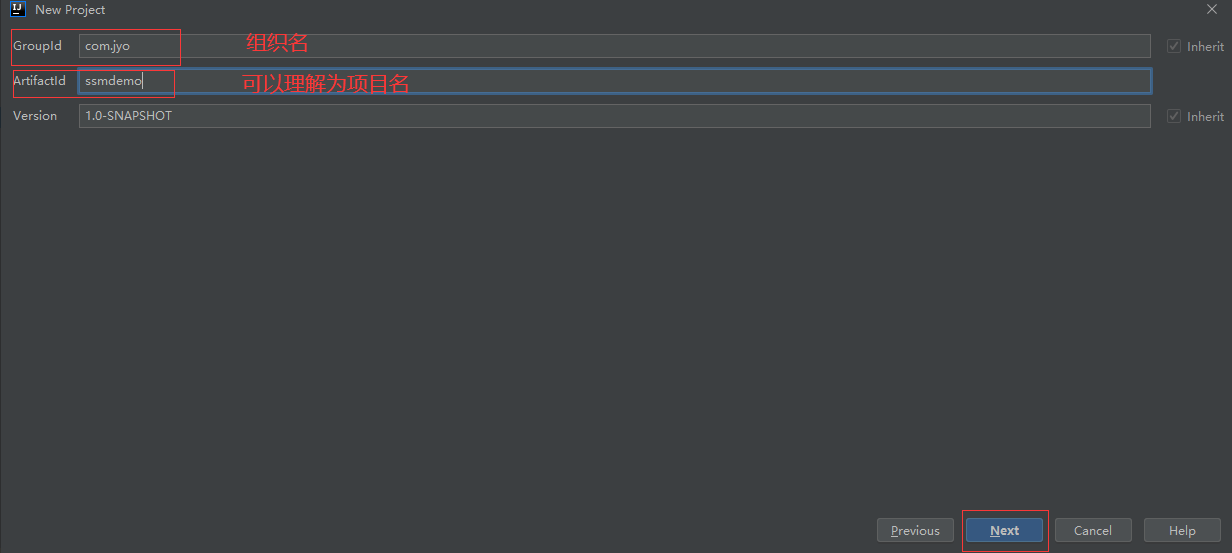 New Project
GroupId com.jyo 组织名 Inherit
ArtifactId ssmdemo 可以理解为项目名
Version 1.0-SNAPSHOT Inherit
Previous Next Cancel Help